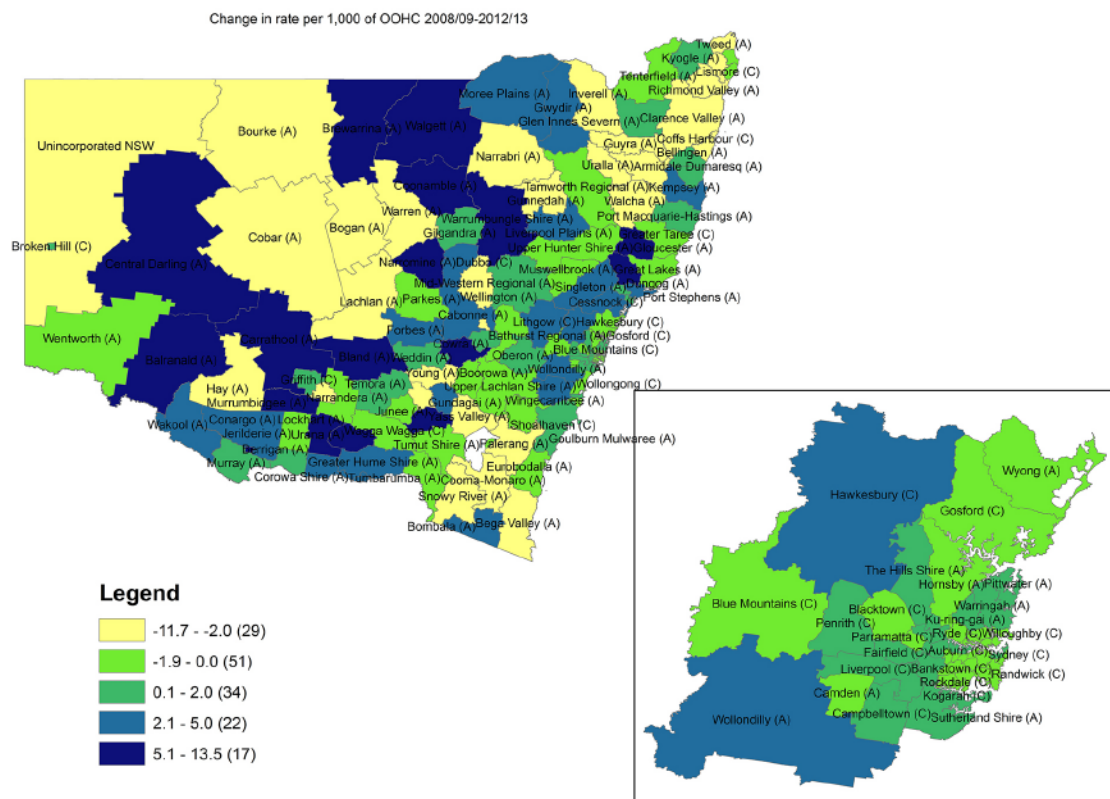 Change in rate per 1,000 of OOHC 2008/09-2012/13
Tweed (A)
Kyogle (A)
Lismore (C)
Tenterfield (A)
Richmond Valley (A)
Moree Plains (A)
Inverell (A)
Gwydir (A)
Glen Innes Severn (A)
Clarence Valley (A)
Bourke (A)
Brewarrina (A)
Walgett (A)
Coffs Harbour (C)
Guyra (A)
Bellingen (A)
Unincorporated NSW
Narrabri (A)
Uralla (A)
Armidale Dumaresq (A)
Coonamble (A)
Tamworth Regional (A)
Kempsey (A)
Gunnedah (A)
Walcha (A)
Warren (A)
Warrumbungle Shire (A)
Port Macquarie-Hastings (A)
Cobar (A)
Bogan (A)
Gilgandra (A)
Liverpool Plains (A)
Greater Taree (C)
Broken Hill (C)
Upper Hunter Shire (A)
Gloucester (A)
Central Darling (A)
Narromine (A)
Dubbo (C)
Muswellbrook (A)
Great Lakes (A)
Mid-Western Regional (A)
Singleton (A)
Dungog (A)
Lachlan (A)
Parkes (A)
Wellington (A)
Cessnock (C)
Port Stephens (A)
Cabonne (A)
Wentworth (A)
Forbes (A)
Lithgow (C)
Hawkesbury (C)
Carrathool (A)
Cowra (A)
Bathurst Regional (A)
Gosford (C)
Balranald (A)
Bland (A)
Weddin (A)
Oberon (A)
Blue Mountains (C)
Young (A)
Boorowa (A)
Wollondilly (A)
Hay (A)
Griffith (C)
Temora (A)
Upper Lachlan Shire (A)
Wollongong (C)
Murrumbidgee (A)
Narrandera (A)
Junee (A)
Gundagai (A)
Yass Valley (A)
Wingecarribee (A)
Wakool (A)
Conargo (A)
Lockhart (A)
Shoalhaven (C)
Jerilderie (A)
Urana (A)
Wagga Wagga (C)
Goulburn Mulwaree (A)
Berrigan (A)
Tumut Shire (A)
Palerang (A)
Murray (A)
Greater Hume Shire (A)
Eurobodalla (A)
Corowa Shire (A)
Tumbarumba (A)
Cooma-Monaro (A)
Snowy River (A)
Bombala (A)
Bega Valley (A)
Legend
-11.7 - -2.0 (29)
-1.9 - 0.0 (51)
0.1 - 2.0 (34)
2.1 - 5.0 (22)
5.1 - 13.5 (17)
Wyong (A)
Hawkesbury (C)
Gosford (C)
The Hills Shire (A)
Hornsby (A)
Pittwater (A)
Blue Mountains (C)
Blacktown (C)
Warringah (A)
Penrith (C)
Ku-ring-gai (A)
Parramatta (C)
Ryde (C)
Willoughby (C)
Fairfield (C)
Auburn (C)
Sydney (C)
Liverpool (C)
Bankstown (C)
Randwick (C)
Rockdale (C)
Camden (A)
Kogarah (C)
Wollondilly (A)
Campbelltown (C)
Sutherland Shire (A)